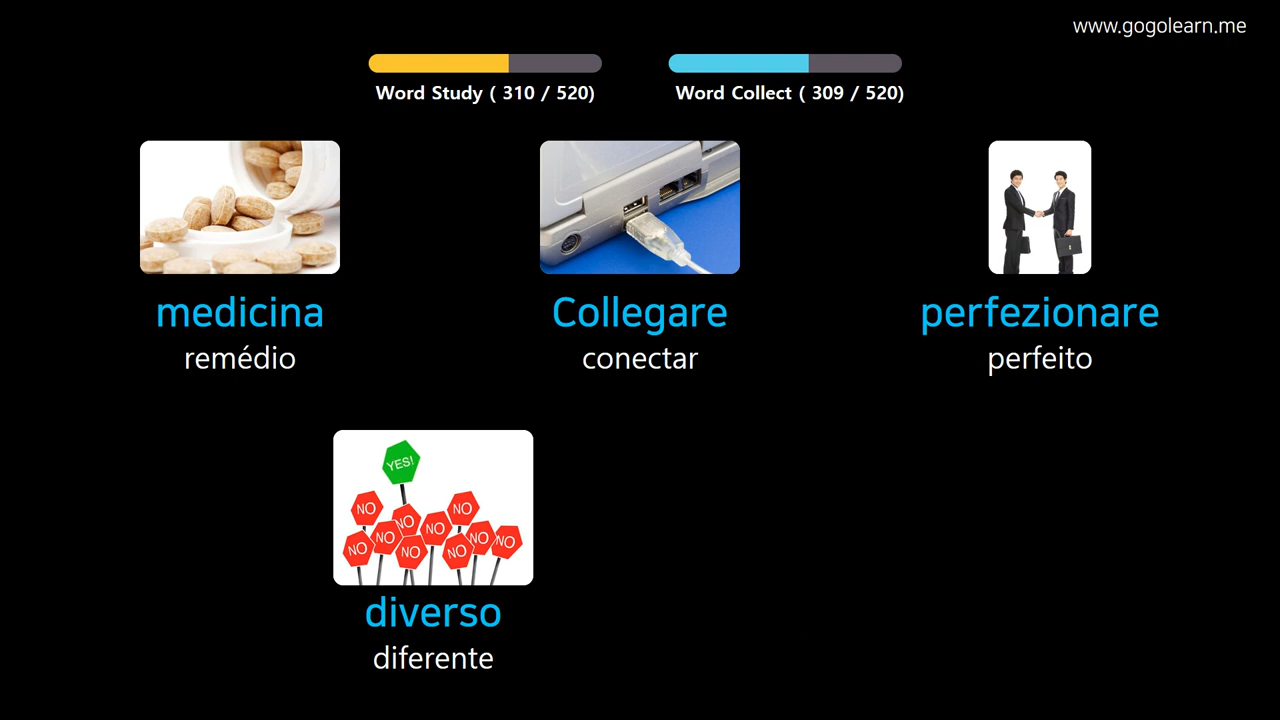 www.gogolearn.me
Word Study ( 310 / 520)
Word Collect ( 309 / 520)
medicina
remédio
Collegare
conectar
perfezionare
perfeito
YES!
NO
NO
NO
NO
NO
NO
NO
NO
NO
NO
diverso
diferente